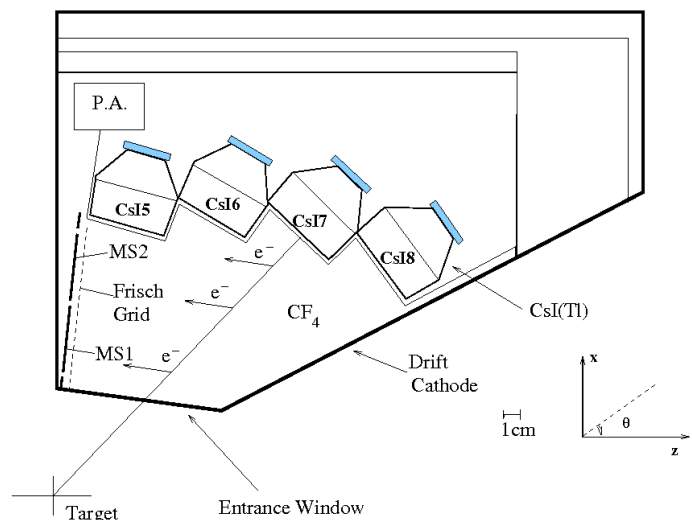 P.A.
CsI5
CsI6
CsI7
CsI8
MS2
Frisch
Grid
MS1
e⁻
e⁻
e⁻
CF₄
CsI(Tl)
Drift
Cathode
1cm
x
θ
z
Entrance Window
Target